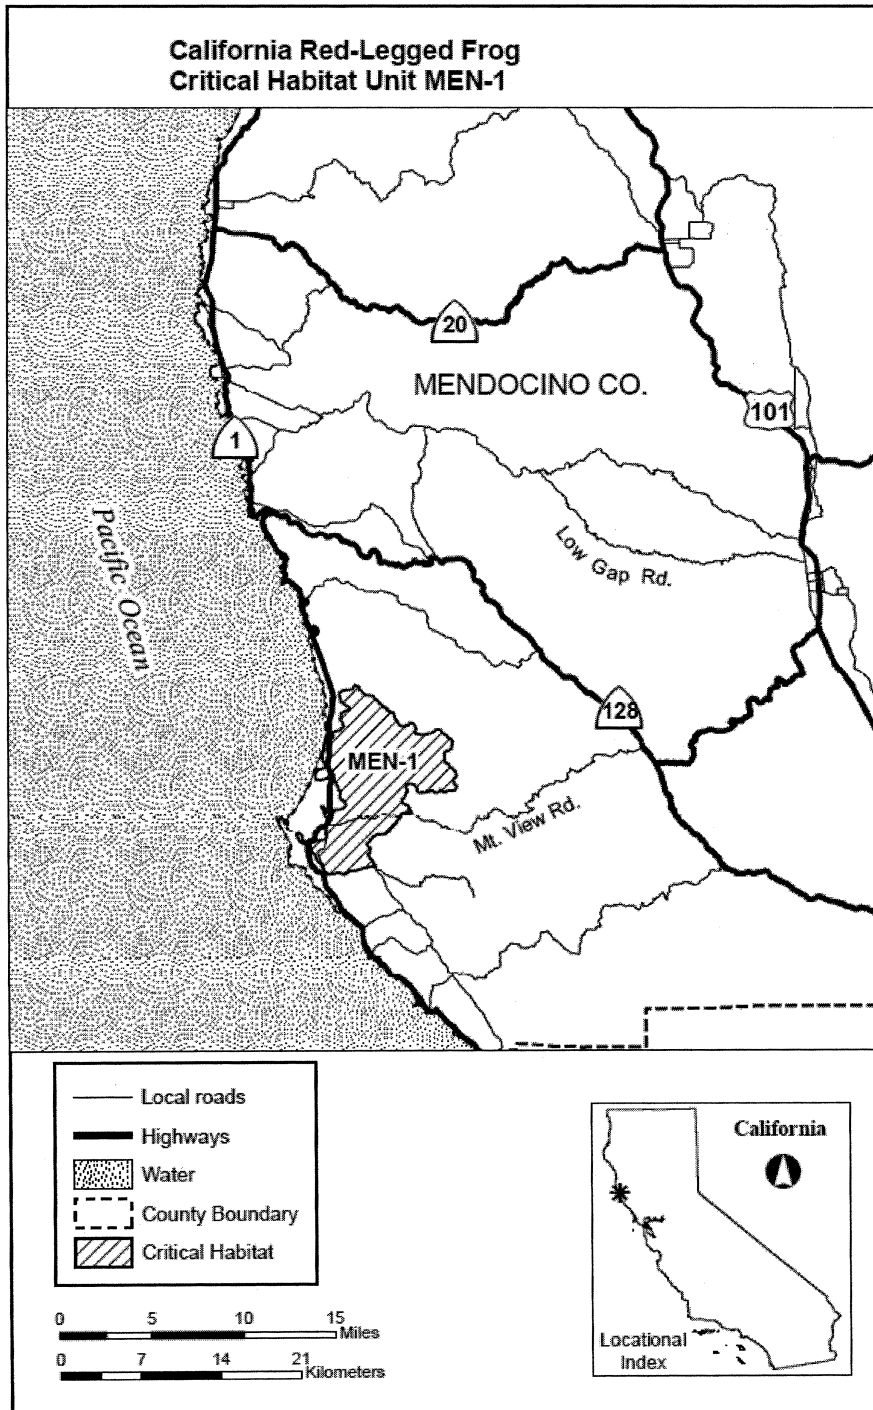 California Red-Legged Frog
Critical Habitat Unit MEN-1
20
MENDOCINO CO.
101
1
Pacific Ocean
Low Gap Rd.
128
MEN-1
Mt. View Rd.
Local roads
Highways
Water
County Boundary
Critical Habitat
California
Locational
Index
0 5 10 15
Miles
0 7 14 21
Kilometers